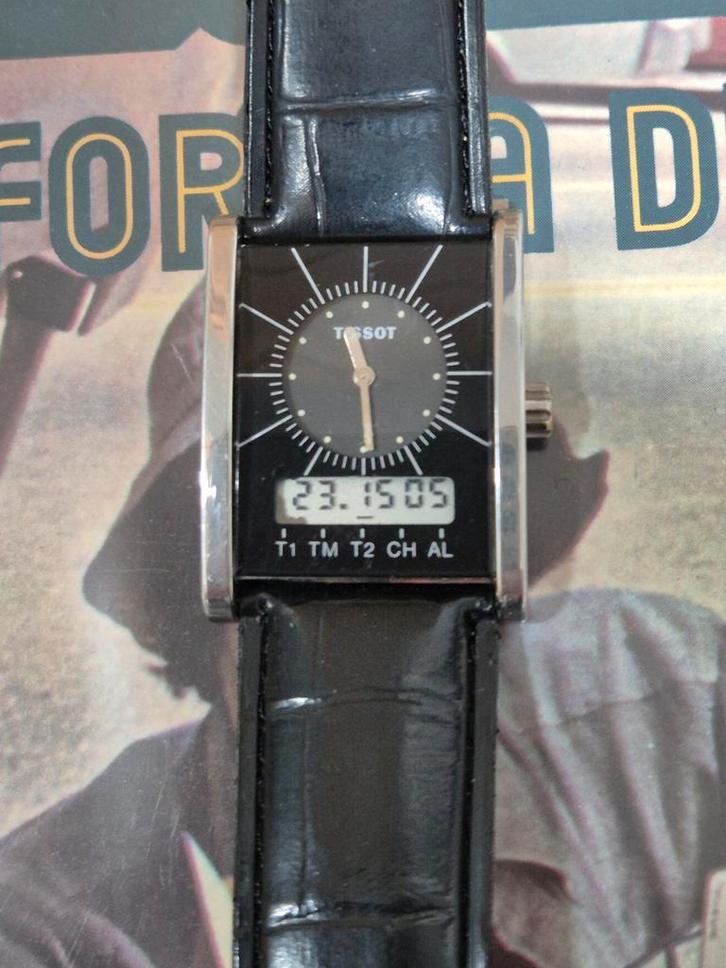 FOR A D
TISSOT
23.1505
T1 TM T2 CH AL